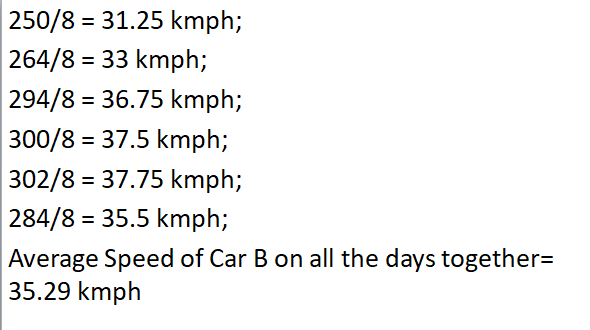 250/8 = 31.25 kmph;
264/8 = 33 kmph;
294/8 = 36.75 kmph;
300/8 = 37.5 kmph;
302/8 = 37.75 kmph;
284/8 = 35.5 kmph;
Average Speed of Car B on all the days together=
35.29 kmph